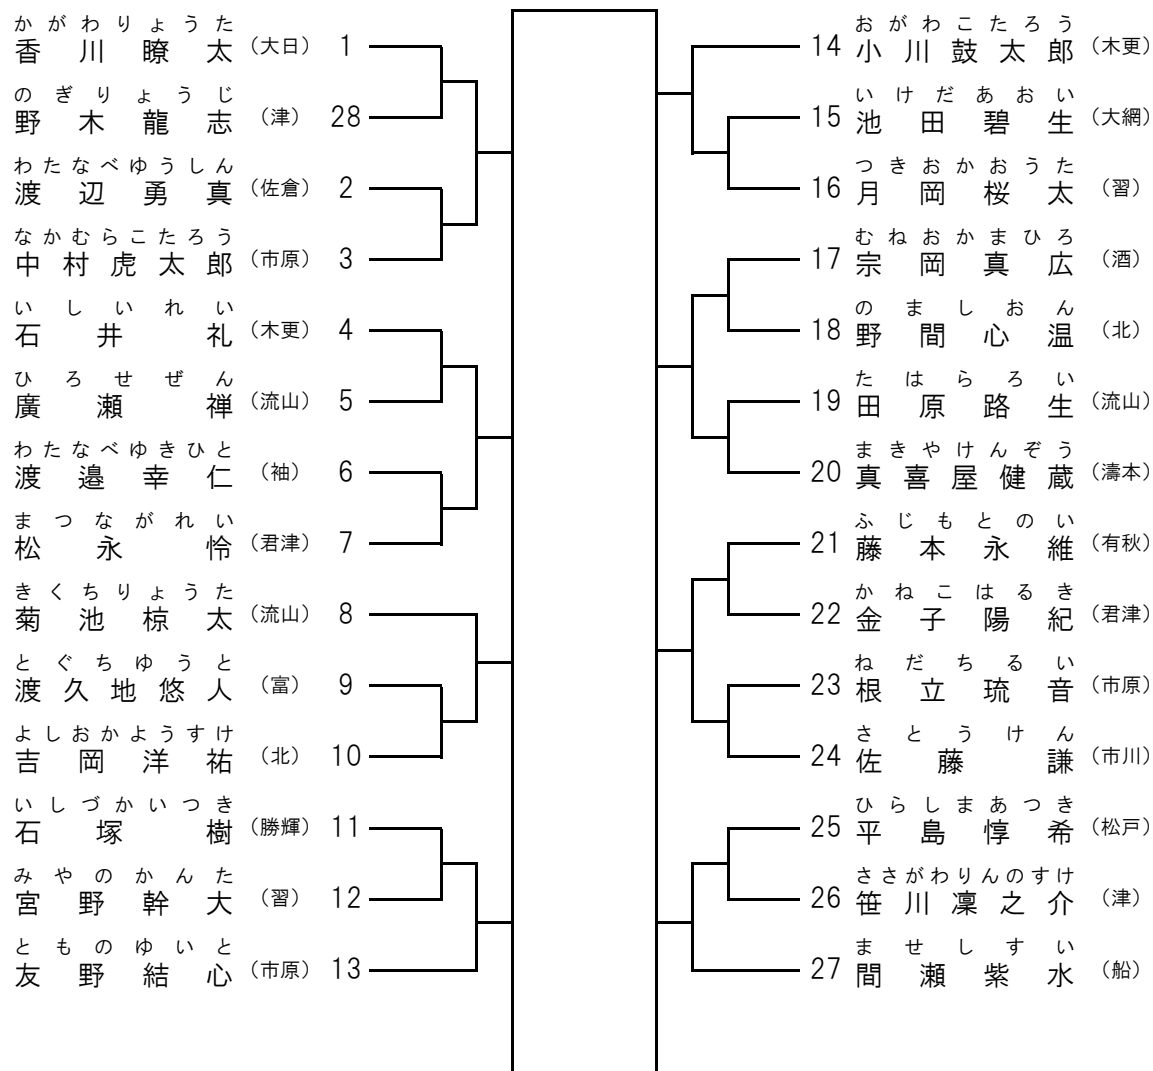 かがわりょうた
香川瞭太 （大日） 1
のぎりょうじ
野木龍志 （津） 28
わたなべゆうしん
渡辺勇真 （佐倉） 2
なかむらこたろう
中村虎太郎 （市原） 3
いしいれい
石井礼 （木更） 4
ひろせぜん
廣瀬禅 （流山） 5
わたなべゆきひと
渡邉幸仁 （袖） 6
まつながれい
松永怜 （君津） 7
きくちりょうた
菊池椋太 （流山） 8
とぐちゆうと
渡久地悠人 （富） 9
よしおかようすけ
吉岡洋祐 （北） 10
いしづかいつき
石塚樹 （勝輝） 11
みやのかんた
宮野幹大 （習） 12
とものゆいと
友野結心 （市原） 13
おがわこたろう
14 小川鼓太郎 （木更）
いけだあおい
15 池田碧生 （大網）
つきおかおうた
16 月岡桜太 （習）
むねおかまひろ
17 宗岡真広 （酒）
のましおん
18 野間心温 （北）
たはらろい
19 田原路生 （流山）
まきやけんぞう
20 真喜屋健蔵 （濤本）
ふじもとのい
21 藤本永維 （有秋）
かねこはるき
22 金子陽紀 （君津）
ねだちるい
23 根立琉音 （市原）
さとうけん
24 佐藤謙 （市川）
ひらしまあつき
25 平島惇希 （松戸）
ささがわりんのすけ
26 笹川凜之介 （津）
ませしすい
27 間瀬紫水 （船）